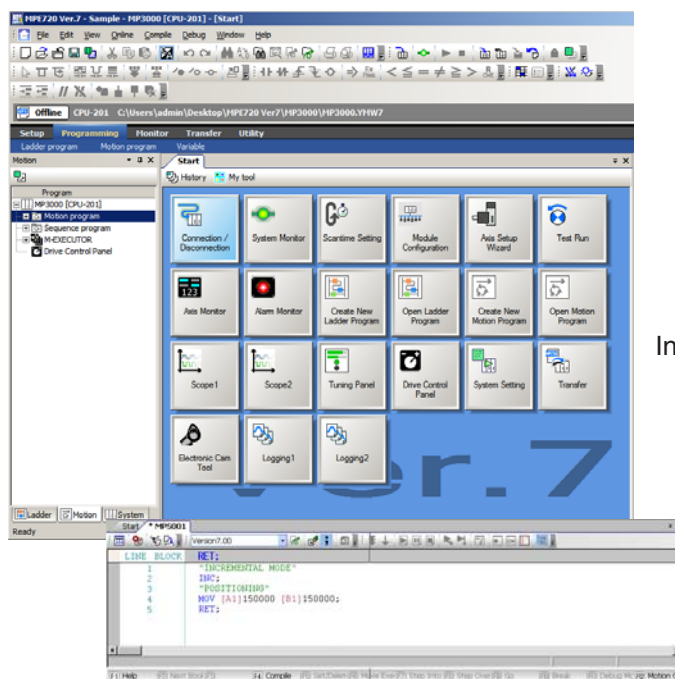 MPE720 Ver.7 - Sample - MP3000 [CPU-201] - [Start]
File Edit View Online Compile Debug Window Help
Offline CPU-201 C:\Users\admin\Desktop\MPE720 Ver7\MP3000\MP3000.YMW7
Setup Programming Monitor Transfer Utility
Ladder program Motion program Variable
Motion
Start
History My tool
Program
MP3000 [CPU-201]
Motion program
Sequence program
M-EXECUTOR
Drive Control Panel
Connection / Disconnection
System Monitor
Scantime Setting
Module Configuration
Axis Setup Wizard
Test Run
Axis Monitor
Alarm Monitor
Create New Ladder Program
Open Ladder Program
Create New Motion Program
Open Motion Program
Scope1
Scope2
Tuning Panel
Drive Control Panel
System Setting
Transfer
Electronic Cam Tool
Logging1
Logging2
Ver.7
In
Ladder Motion System
Ready
Start * MPS001
Version7.00
LINE BLOCK RET;
1 "INCREMENTAL MODE"
2 INC;
3 "POSITIONING"
4 MOV [A1]150000 [B1]150000;
5 RET;
F1 Help F4 Compile